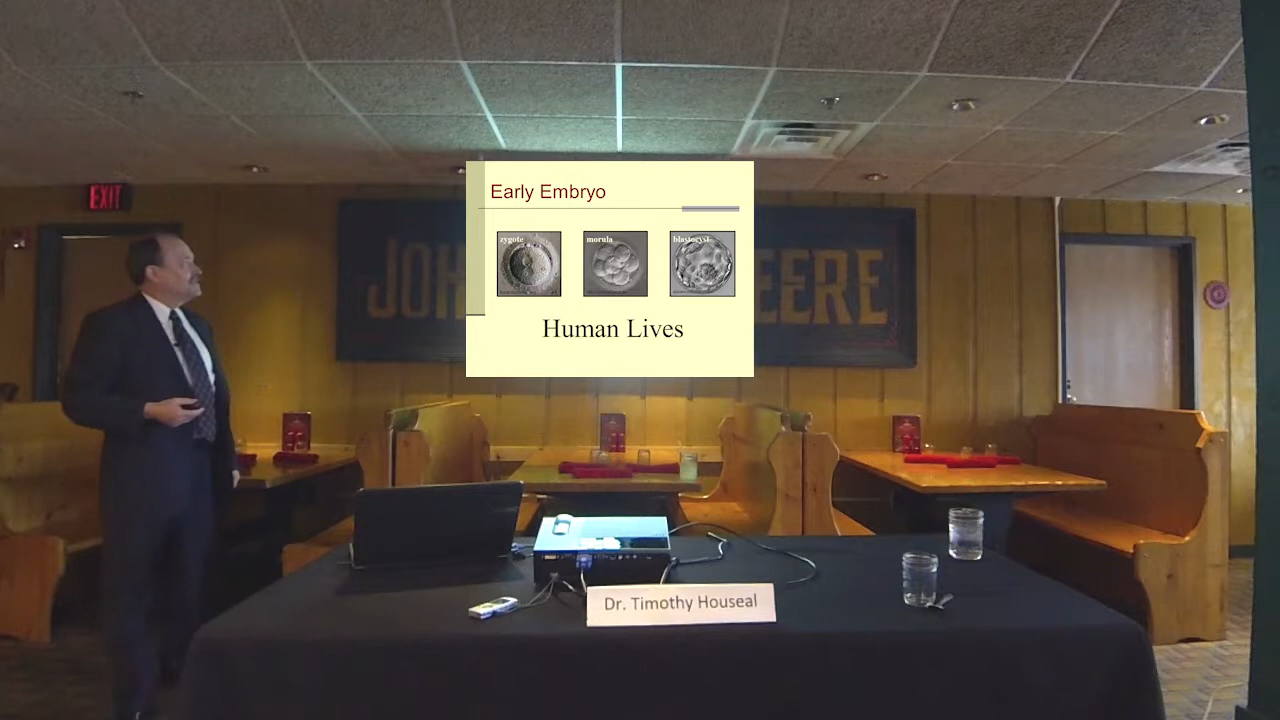 EXIT
Early Embryo
zygote morula blastocyst
Human Lives
JOH EERE
Dr. Timothy Houseal